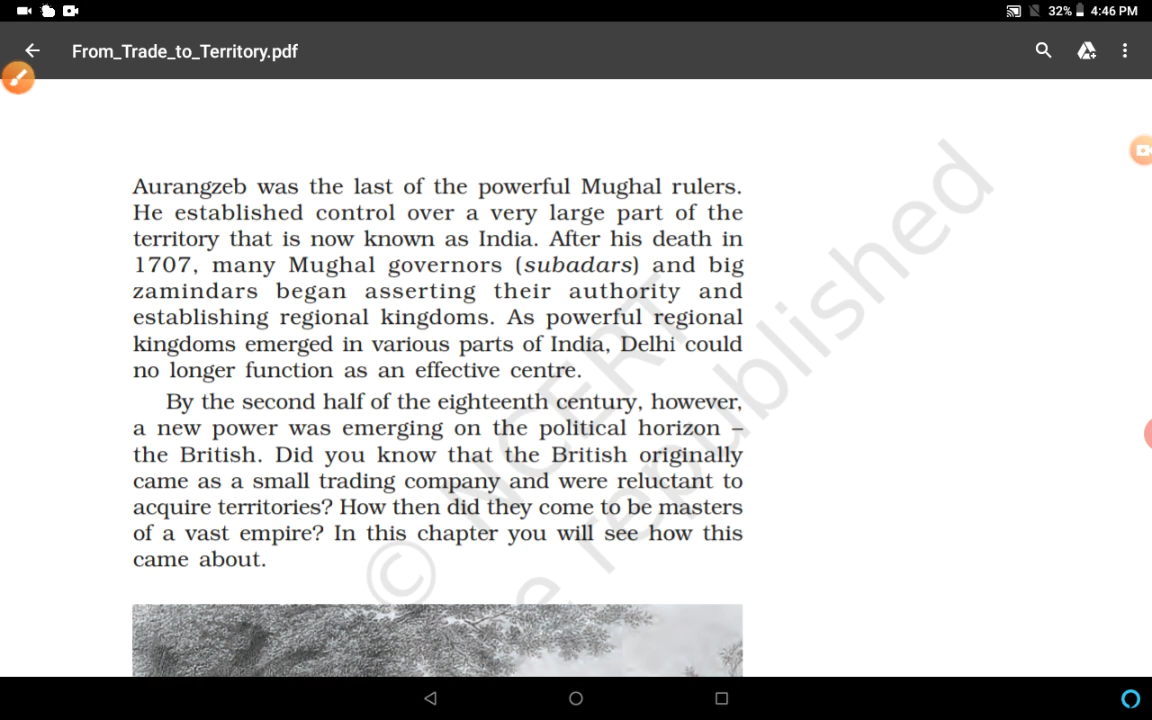 32% 4:46 PM
From_Trade_to_Territory.pdf
Aurangzeb was the last of the powerful Mughal rulers.
He established control over a very large part of the
territory that is now known as India. After his death in
1707, many Mughal governors (subadars) and big
zamindars began asserting their authority and
establishing regional kingdoms. As powerful regional
kingdoms emerged in various parts of India, Delhi could
no longer function as an effective centre.
By the second half of the eighteenth century, however,
a new power was emerging on the political horizon –
the British. Did you know that the British originally
came as a small trading company and were reluctant to
acquire territories? How then did they come to be masters
of a vast empire? In this chapter you will see how this
came about.
© NCERT
e republished